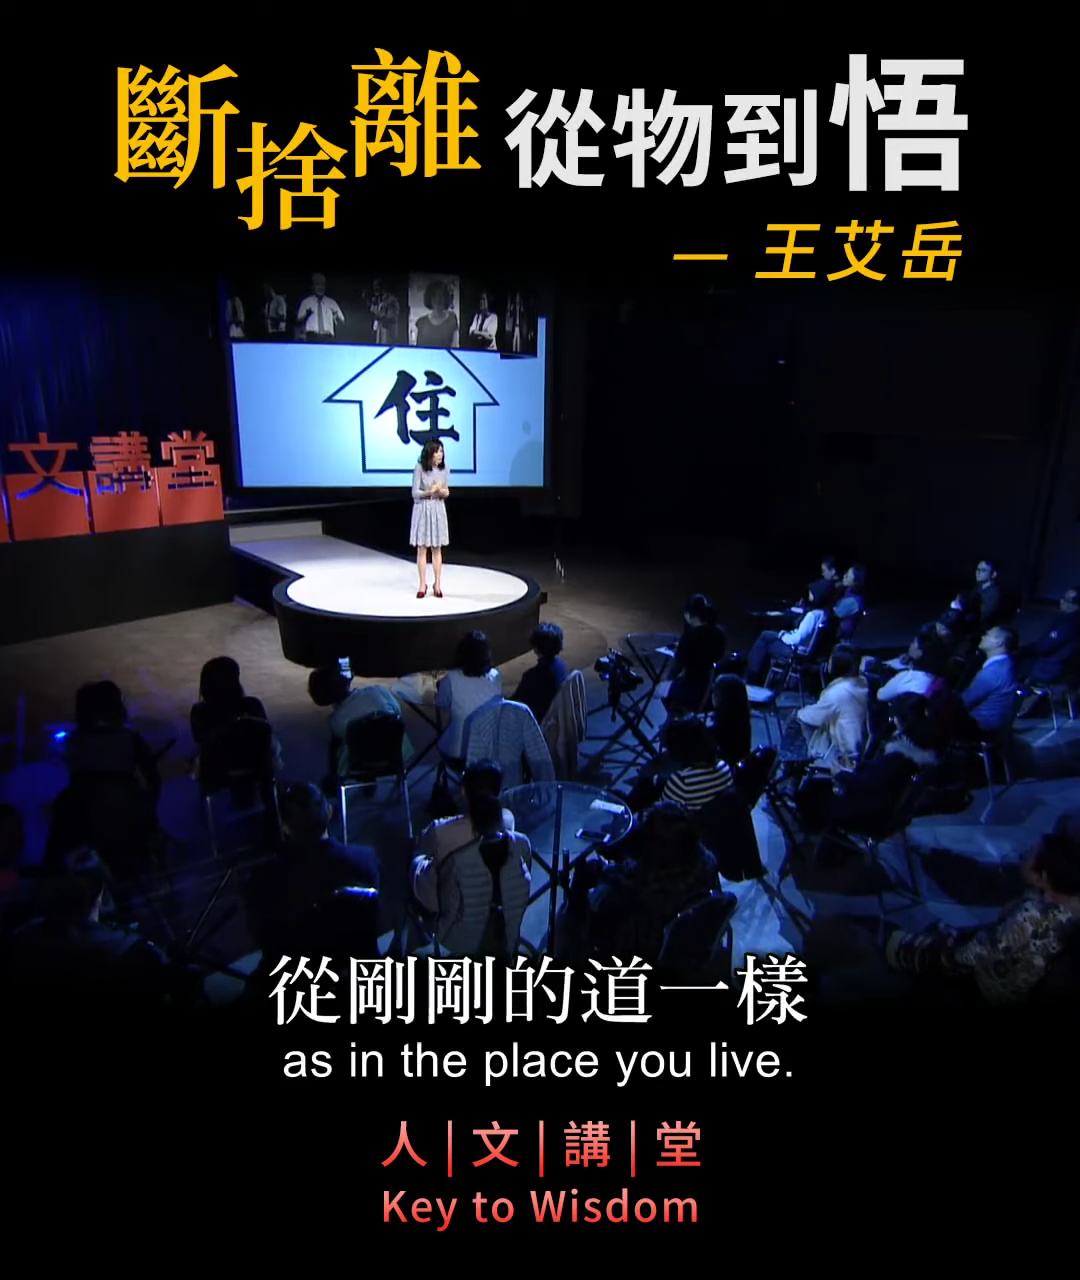 斷捨離 從物到悟
— 王艾岳
住
文講堂
從剛剛的道一樣
as in the place you live.
人|文|講|堂
Key to Wisdom